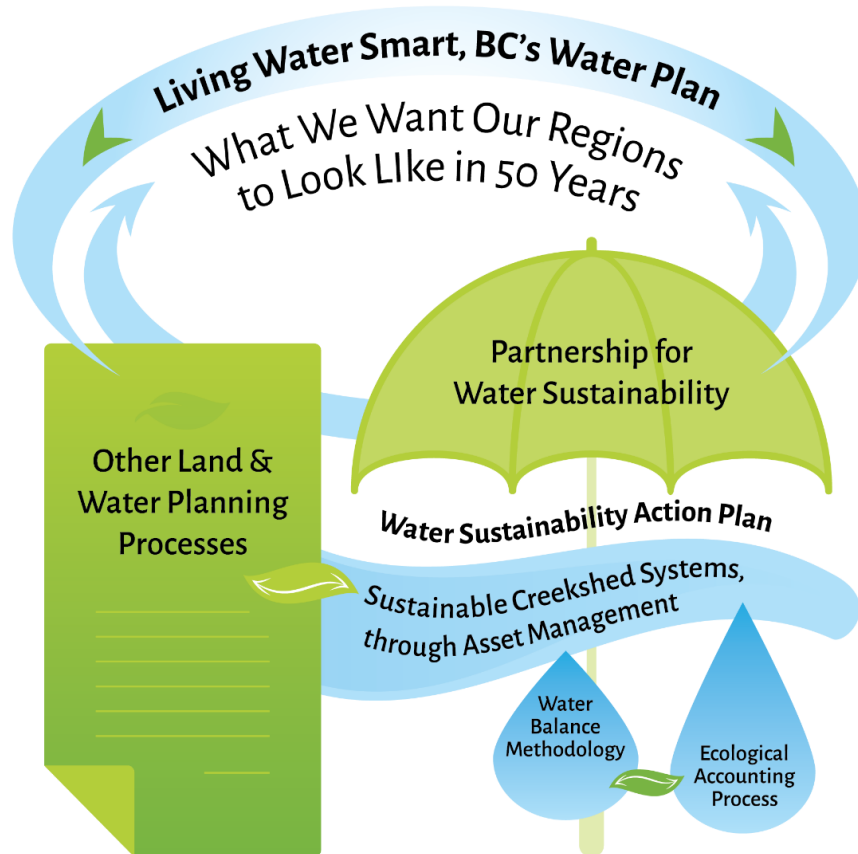 Living Water Smart, BC's Water Plan
What We Want Our Regions
to Look LIke in 50 Years
Partnership for
Water Sustainability
Other Land &
Water Planning
Processes
Water Sustainability Action Plan
Sustainable Creekshed Systems,
through Asset Management
Water
Balance
Methodology
Ecological
Accounting
Process